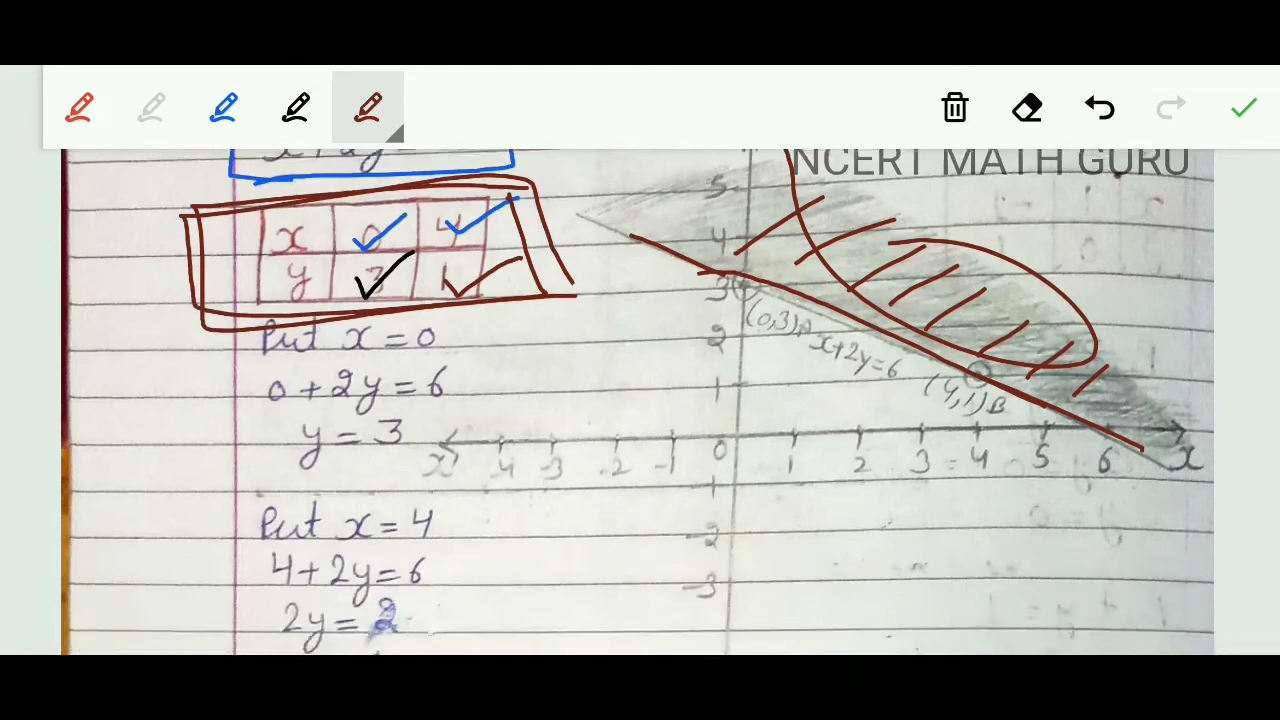 NCERT MATH GURU
x 0 4
y 3 1
Put x = 0
0 + 2y = 6
y = 3
Put x = 4
4 + 2y = 6
2y = 2
5
4
3
(0,3)A
2
x+2y=6
1
(4,1)B
x' -4 -3 -2 -1 0 1 2 3 4 5 6 x
-1
-2
-3